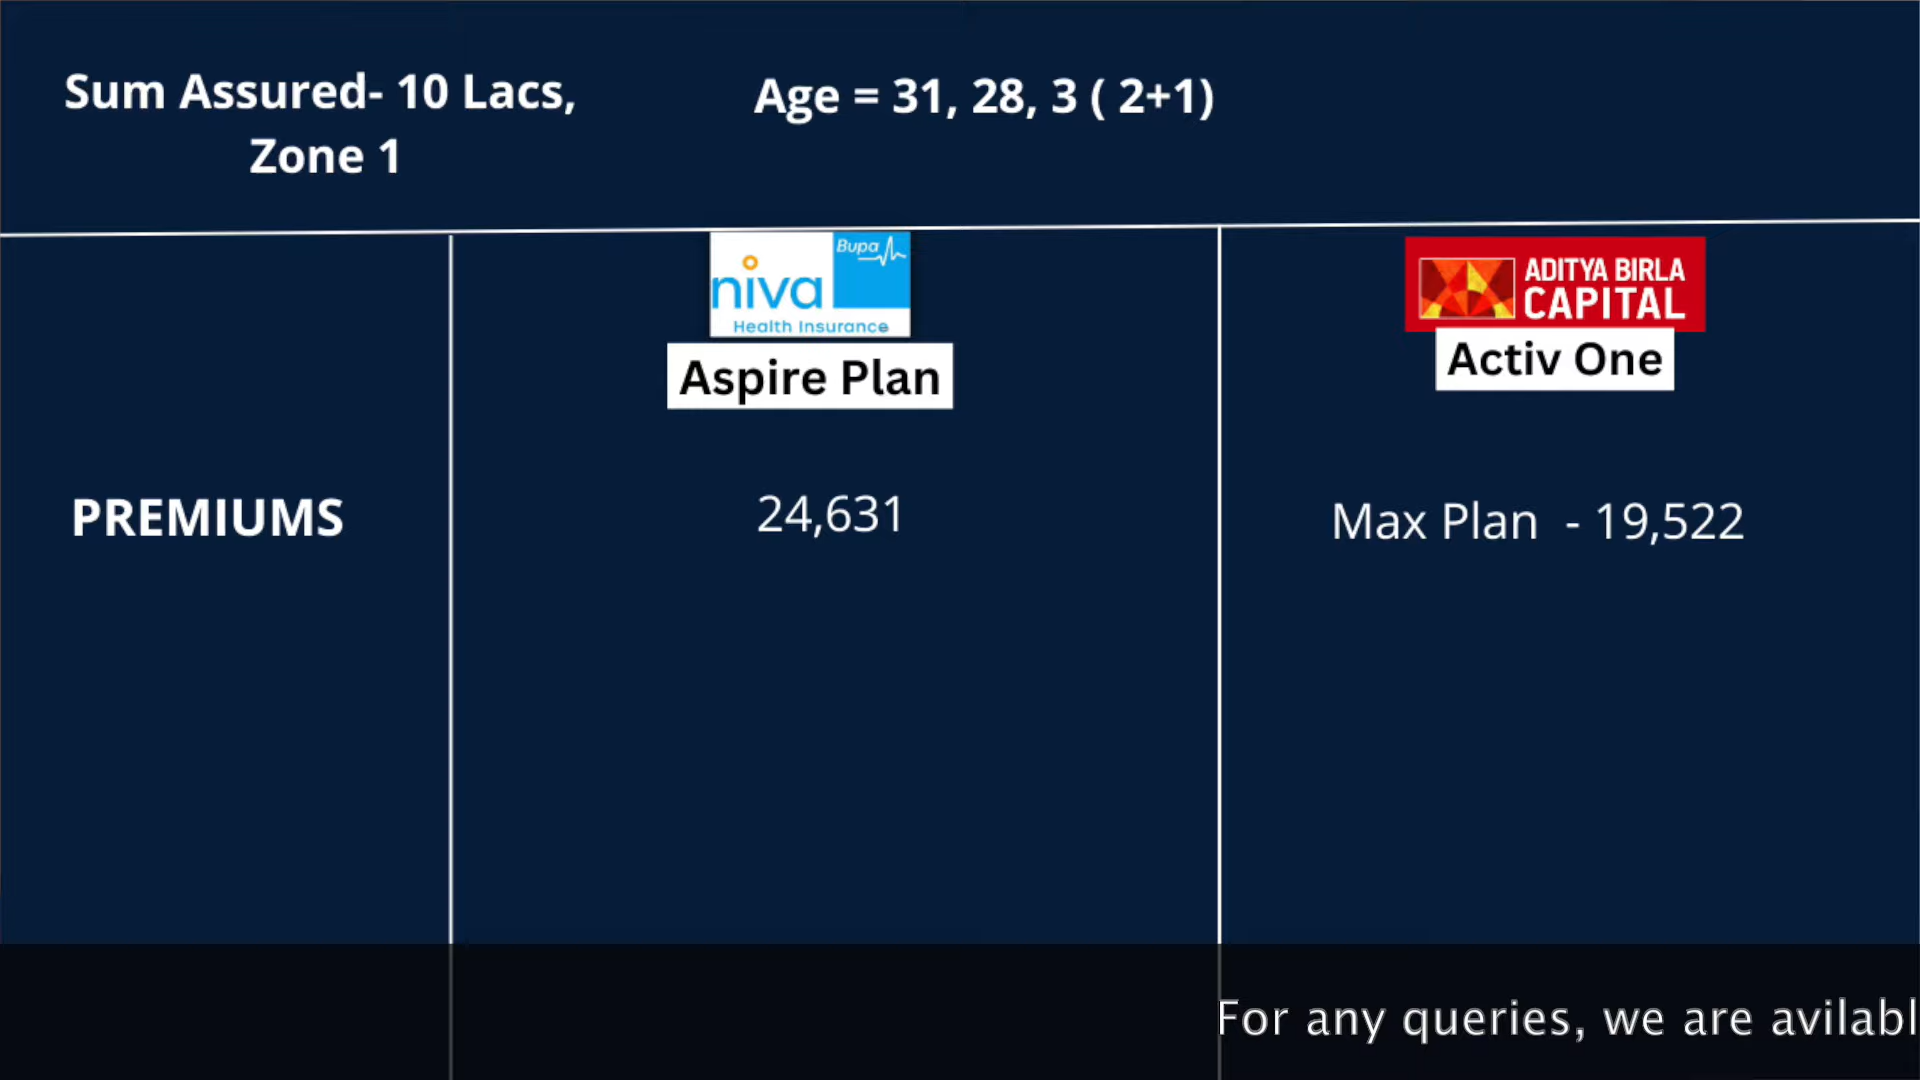 Sum Assured- 10 Lacs,
Zone 1
Age = 31, 28, 3 ( 2+1)
Bupa
niva
Health Insurance
Aspire Plan
ADITYA BIRLA
CAPITAL
Activ One
PREMIUMS
24,631
Max Plan - 19,522
For any queries, we are avilabl